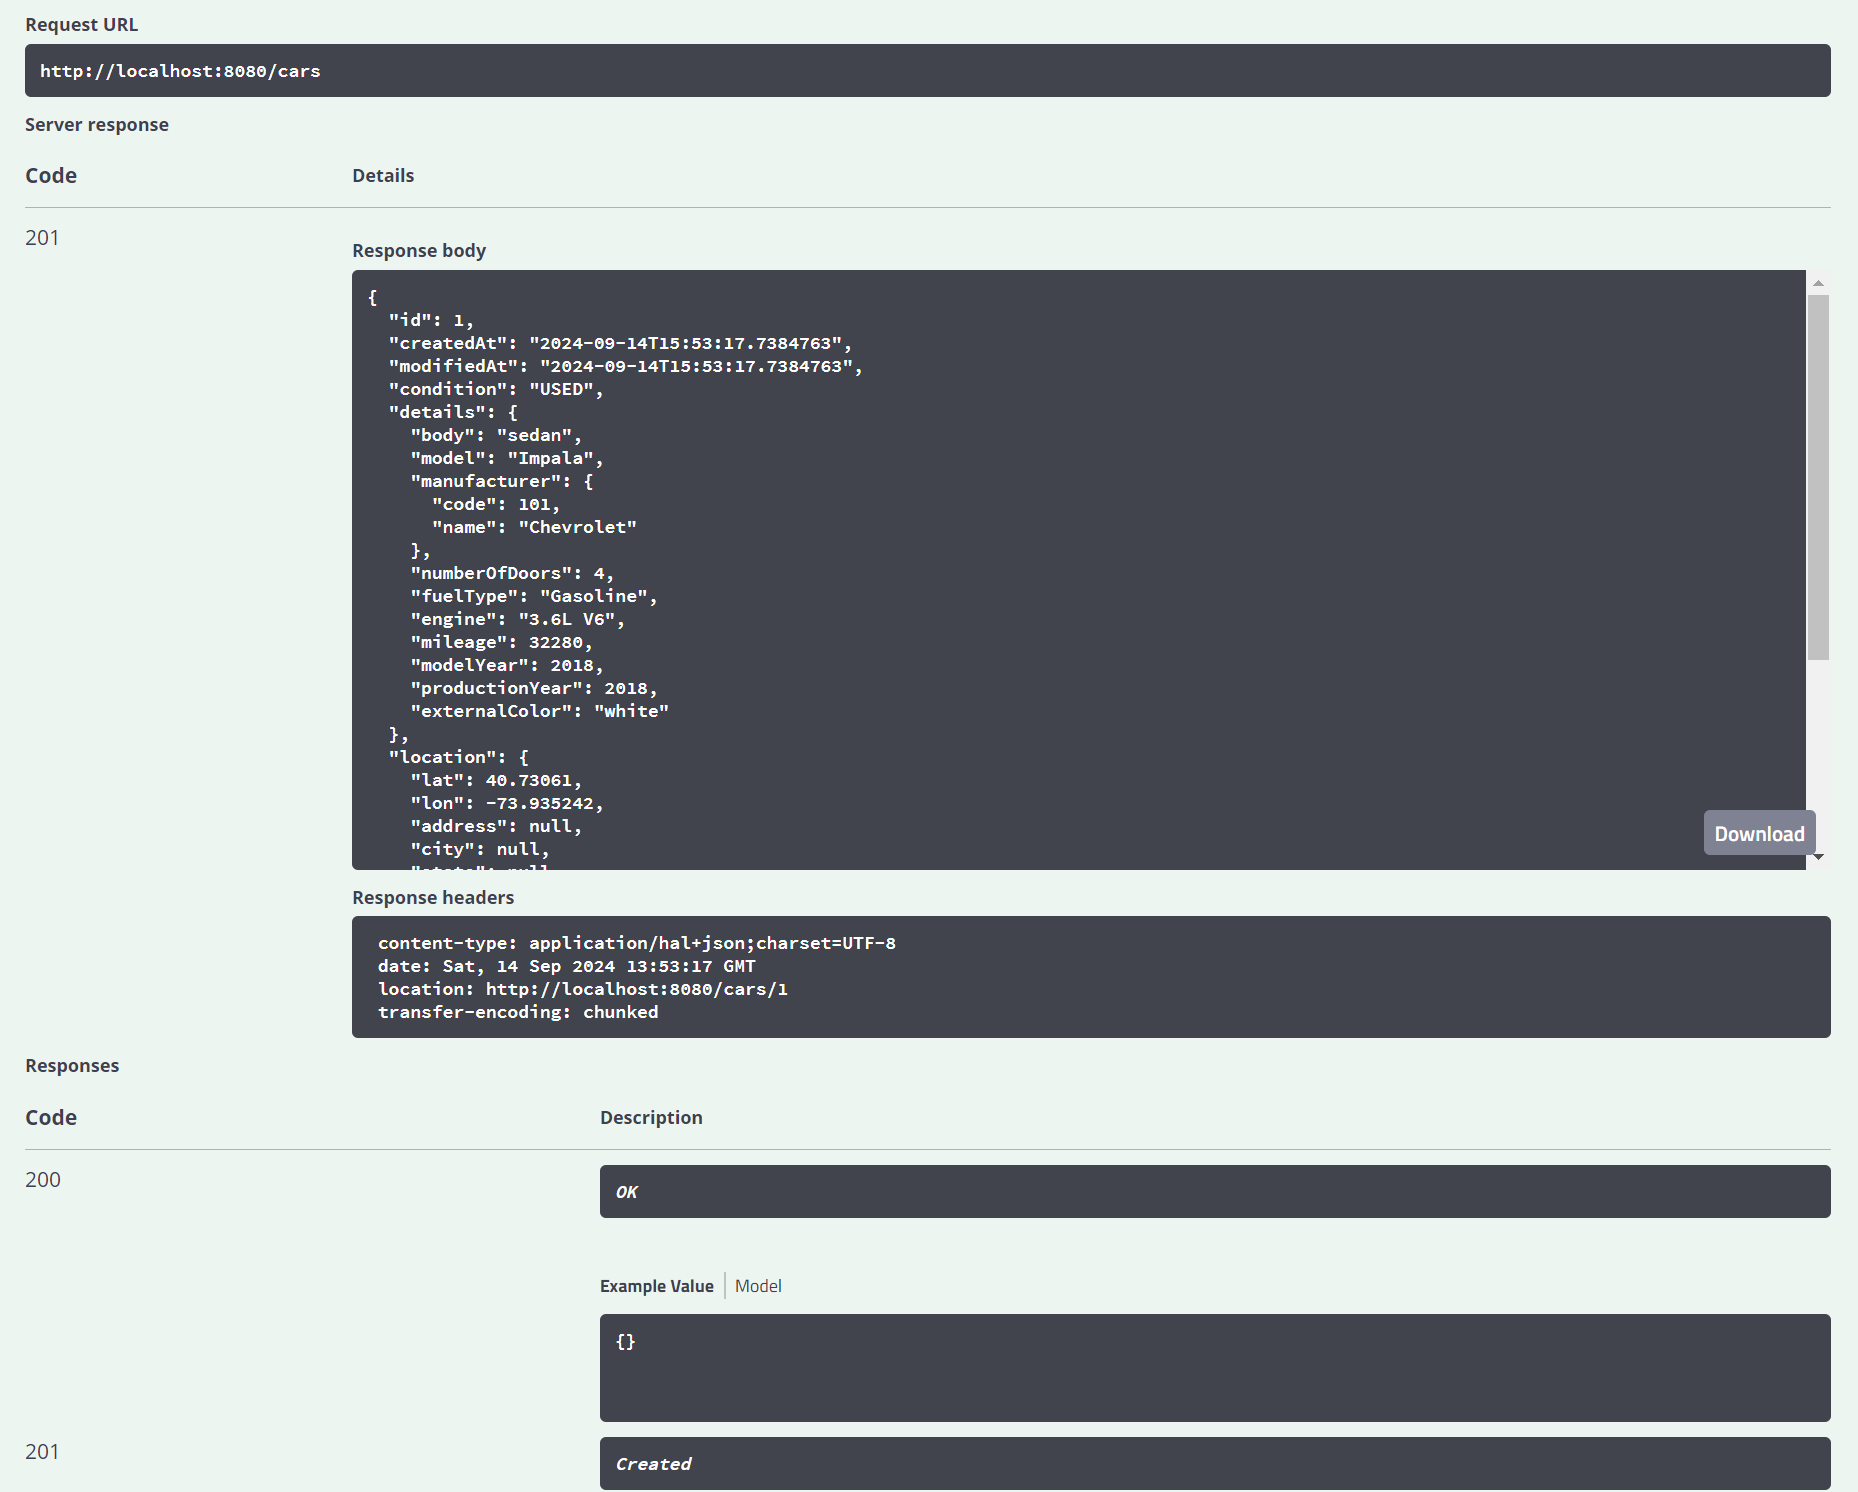 Request URL
http://localhost:8080/cars
Server response
Code Details
201
Response body
{
  "id": 1,
  "createdAt": "2024-09-14T15:53:17.7384763",
  "modifiedAt": "2024-09-14T15:53:17.7384763",
  "condition": "USED",
  "details": {
    "body": "sedan",
    "model": "Impala",
    "manufacturer": {
      "code": 101,
      "name": "Chevrolet"
    },
    "numberOfDoors": 4,
    "fuelType": "Gasoline",
    "engine": "3.6L V6",
    "mileage": 32280,
    "modelYear": 2018,
    "productionYear": 2018,
    "externalColor": "white"
  },
  "location": {
    "lat": 40.73061,
    "lon": -73.935242,
    "address": null,
    "city": null,
Download
Response headers
content-type: application/hal+json;charset=UTF-8
date: Sat, 14 Sep 2024 13:53:17 GMT
location: http://localhost:8080/cars/1
transfer-encoding: chunked
Responses
Code Description
200
OK
Example Value Model
{}
201
Created